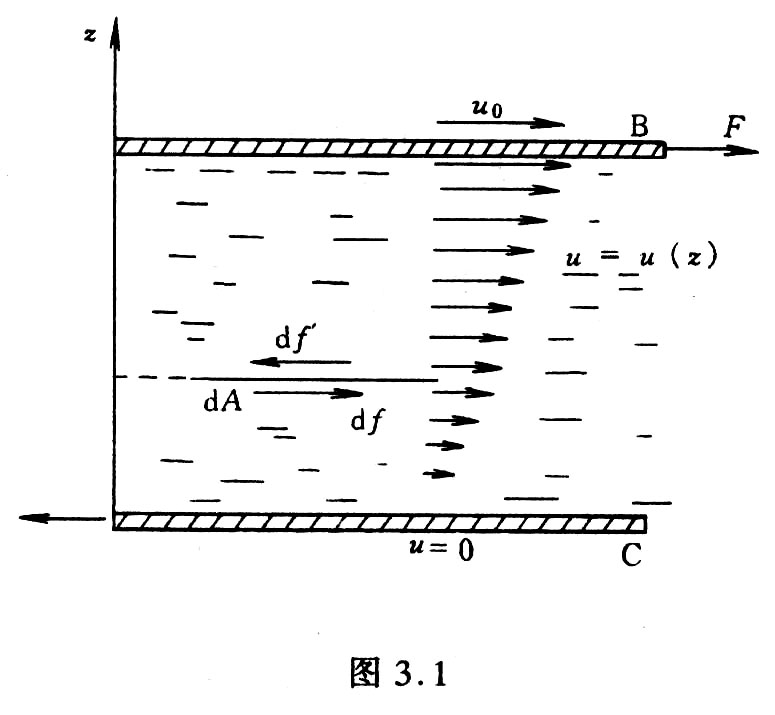 z
u₀
B
F
u = u (z)
df′
dA
df
u = 0
C
图 3.1